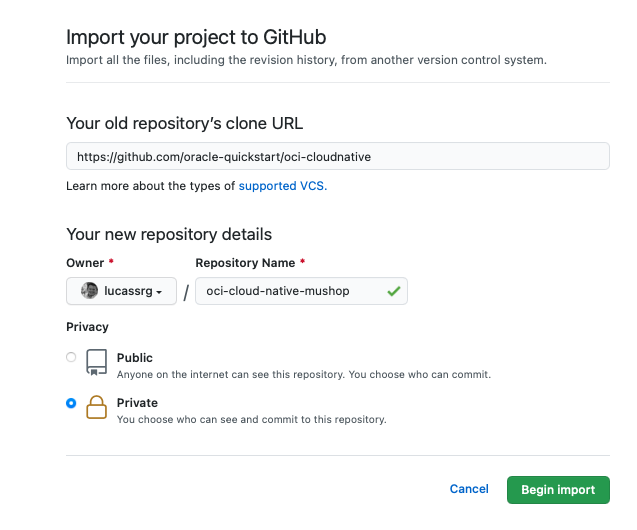 Import your project to GitHub
Import all the files, including the revision history, from another version control system.
Your old repository's clone URL
https://github.com/oracle-quickstart/oci-cloudnative
Learn more about the types of supported VCS.
Your new repository details
Owner * Repository Name *
lucassrg / oci-cloud-native-mushop
Privacy
Public
Anyone on the internet can see this repository. You choose who can commit.
Private
You choose who can see and commit to this repository.
Cancel Begin import